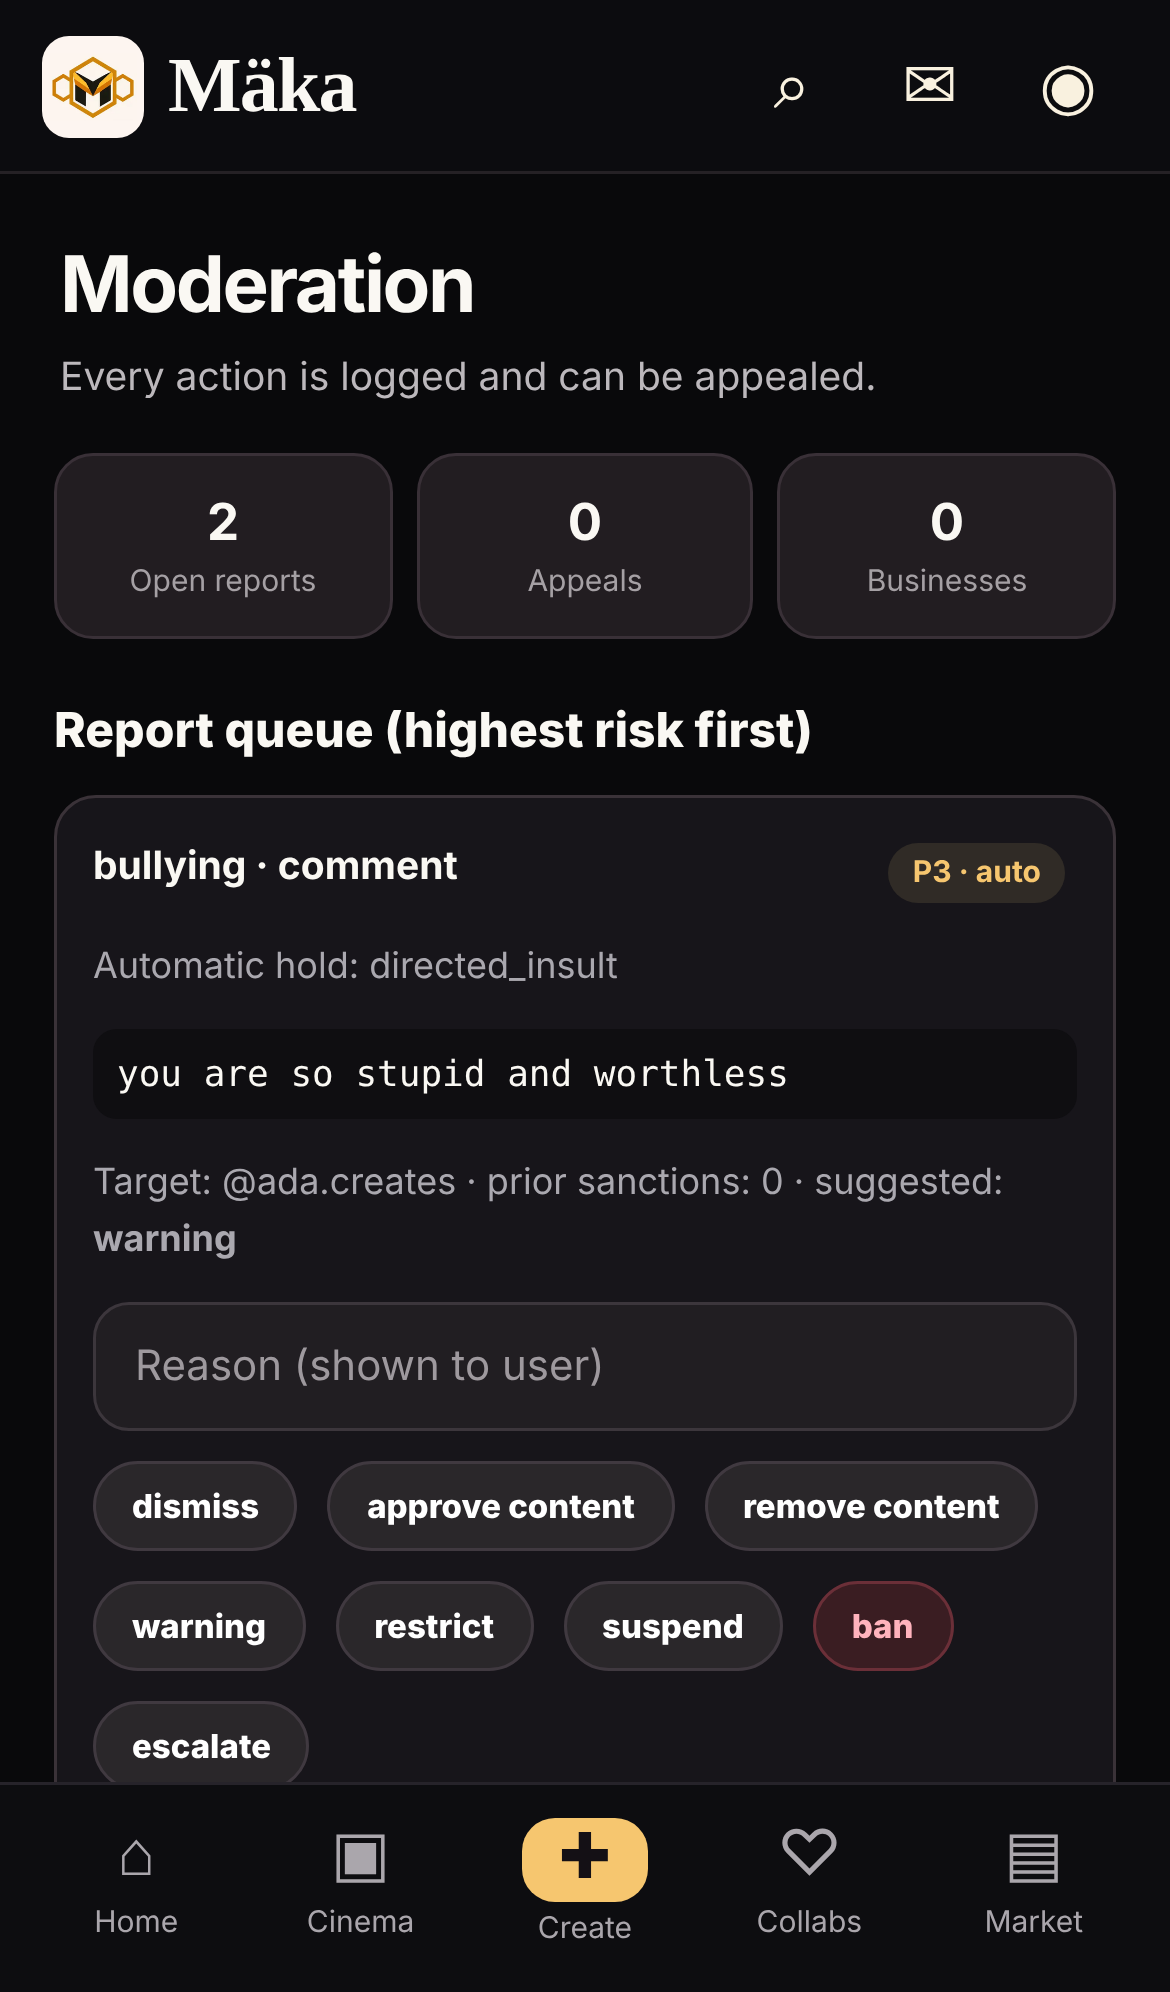 Mäka
Moderation
Every action is logged and can be appealed.
2
Open reports
0
Appeals
0
Businesses
Report queue (highest risk first)
bullying · comment
P3 · auto
Automatic hold: directed_insult
you are so stupid and worthless
Target: @ada.creates · prior sanctions: 0 · suggested:
warning
Reason (shown to user)
dismiss
approve content
remove content
warning
restrict
suspend
ban
escalate
Home
Cinema
Create
Collabs
Market